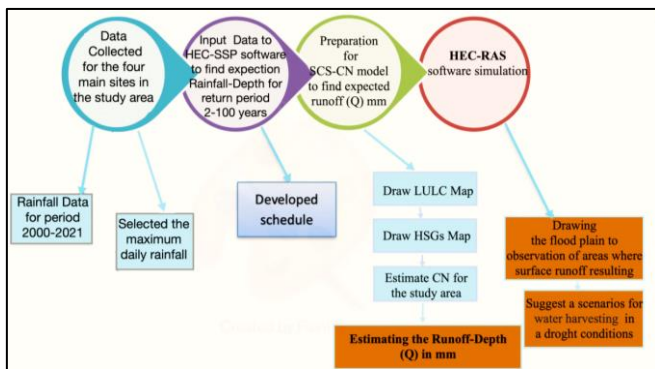 Data
Collected
for the four
main sites in
the study area
Input Data to
HEC-SSP software
to find expection
Rainfall-Depth for
return period
2-100 years
Preparation
for
SCS-CN model
to find expected
runoff (Q) mm
HEC-RAS
software simulation
Rainfall Data
for period
2000-2021
Selected the
maximum
daily rainfall
Developed
schedule
Draw LULC Map
Draw HSGs Map
Estimate CN for
the study area
Estimating the Runoff-Depth
(Q) in mm
Drawing
the flood plain to
observation of areas where
surface runoff resulting
Suggest a scenarios for
water harvesting in
a droght conditions